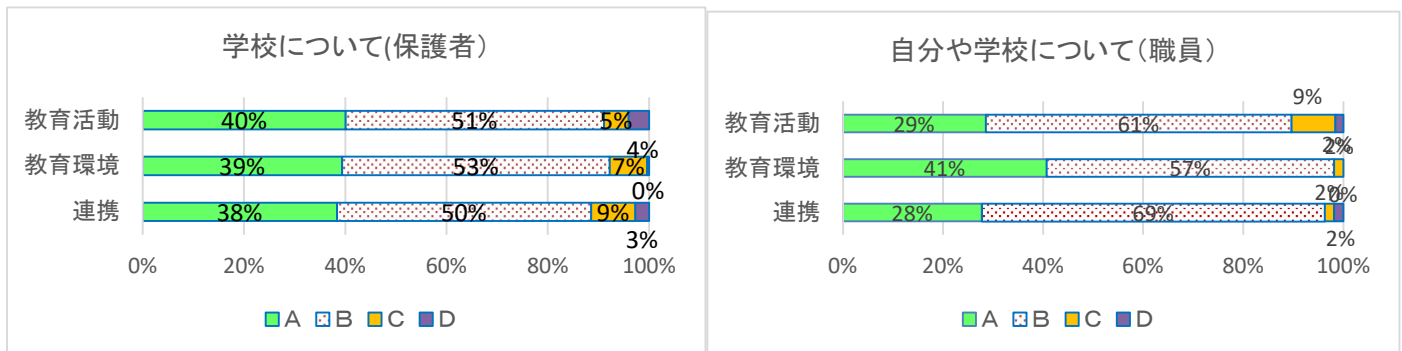 学校について(保護者）
教育活動 40% 51% 5% 4%
教育環境 39% 53% 7% 0%
連携 38% 50% 9% 3%
0% 20% 40% 60% 80% 100%
A B C D
自分や学校について（職員）
教育活動 29% 61% 9% 2%
教育環境 41% 57% 2% 0%
連携 28% 69% 2% 2%
0% 20% 40% 60% 80% 100%
A B C D